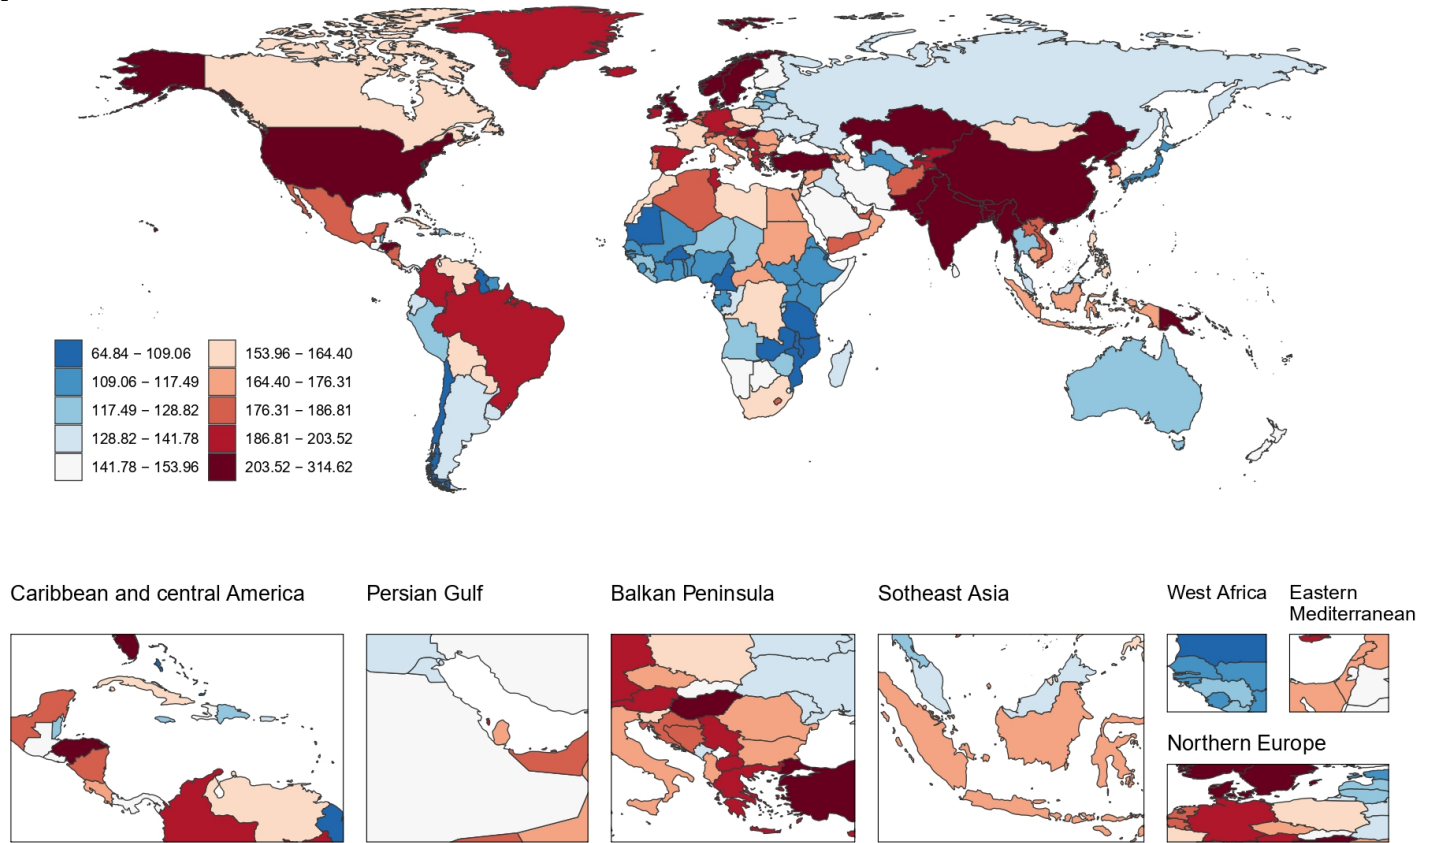 64.84 – 109.06
109.06 – 117.49
117.49 – 128.82
128.82 – 141.78
141.78 – 153.96
153.96 – 164.40
164.40 – 176.31
176.31 – 186.81
186.81 – 203.52
203.52 – 314.62
Caribbean and central America
Persian Gulf
Balkan Peninsula
Sotheast Asia
West Africa
Eastern
Mediterranean
Northern Europe